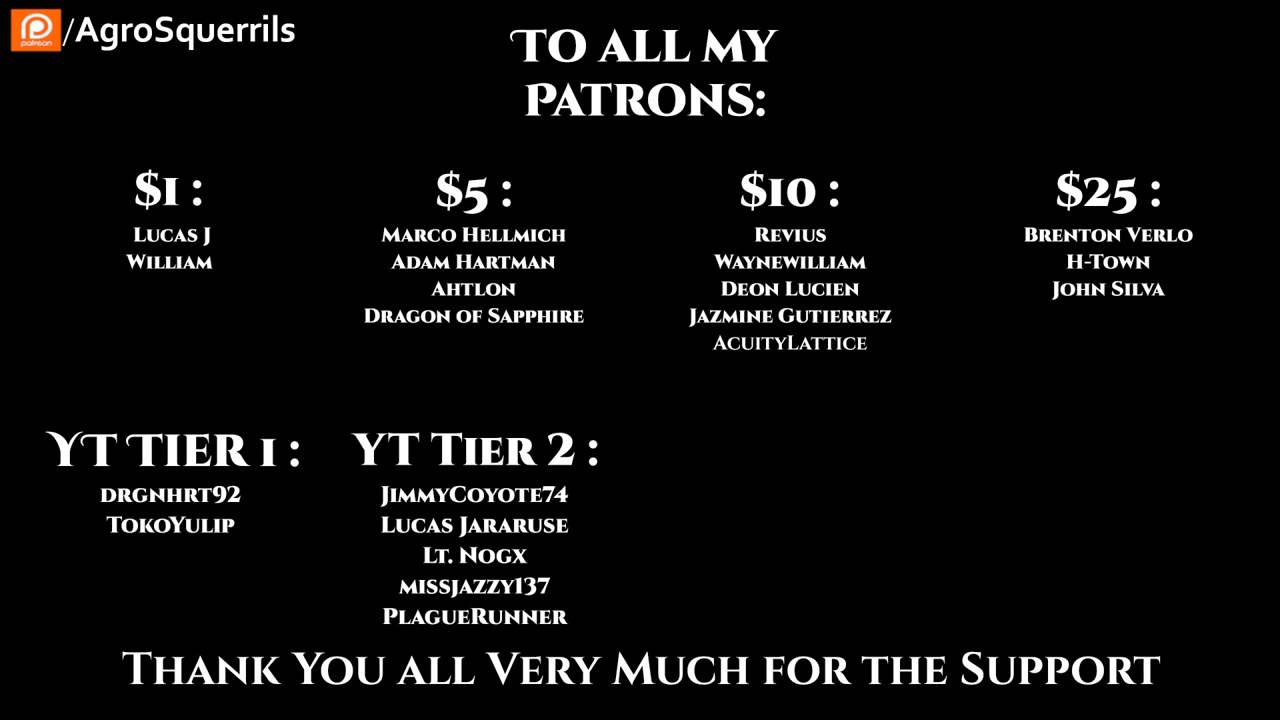 patreon /AgroSquerrils
To all my
Patrons:
$1 :
Lucas J
William
$5 :
Marco Hellmich
Adam Hartman
Ahtlon
Dragon of Sapphire
$10 :
Revius
Waynewilliam
Deon Lucien
Jazmine Gutierrez
AcuityLattice
$25 :
Brenton Verlo
H-Town
John Silva
YT Tier 1 :
drgnhrt92
TokoYulip
YT Tier 2 :
JimmyCoyote74
Lucas Jararuse
Lt. Nogx
missjazzy137
PlagueRunner
Thank You all Very Much for the Support